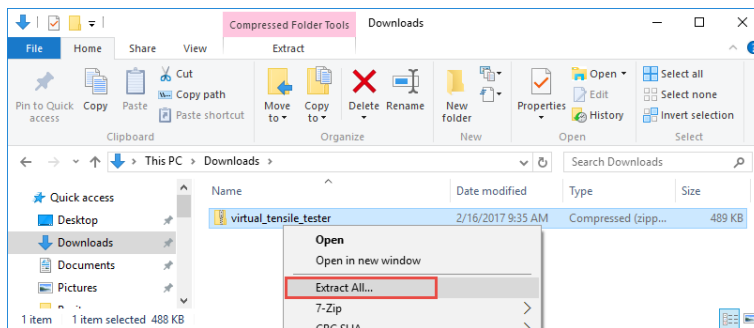 Compressed Folder Tools Downloads
File Home Share View Extract
Pin to Quick access
Copy
Paste
Cut
Copy path
Paste shortcut
Move to
Copy to
Delete
Rename
New folder
Properties
Open
Edit
History
Select all
Select none
Invert selection
Clipboard Organize New Open Select
This PC > Downloads >
Search Downloads
Name Date modified Type Size
Quick access
Desktop
Downloads
Documents
Pictures
virtual_tensile_tester 2/16/2017 9:35 AM Compressed (zipp... 489 KB
Open
Open in new window
Extract All...
7-Zip
CRC SHA
1 item 1 item selected 488 KB